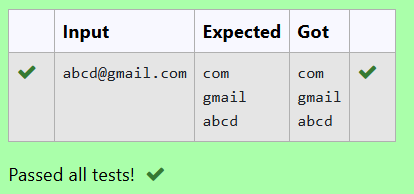 Input Expected Got
abcd@gmail.com com com
gmail gmail
abcd abcd
Passed all tests!